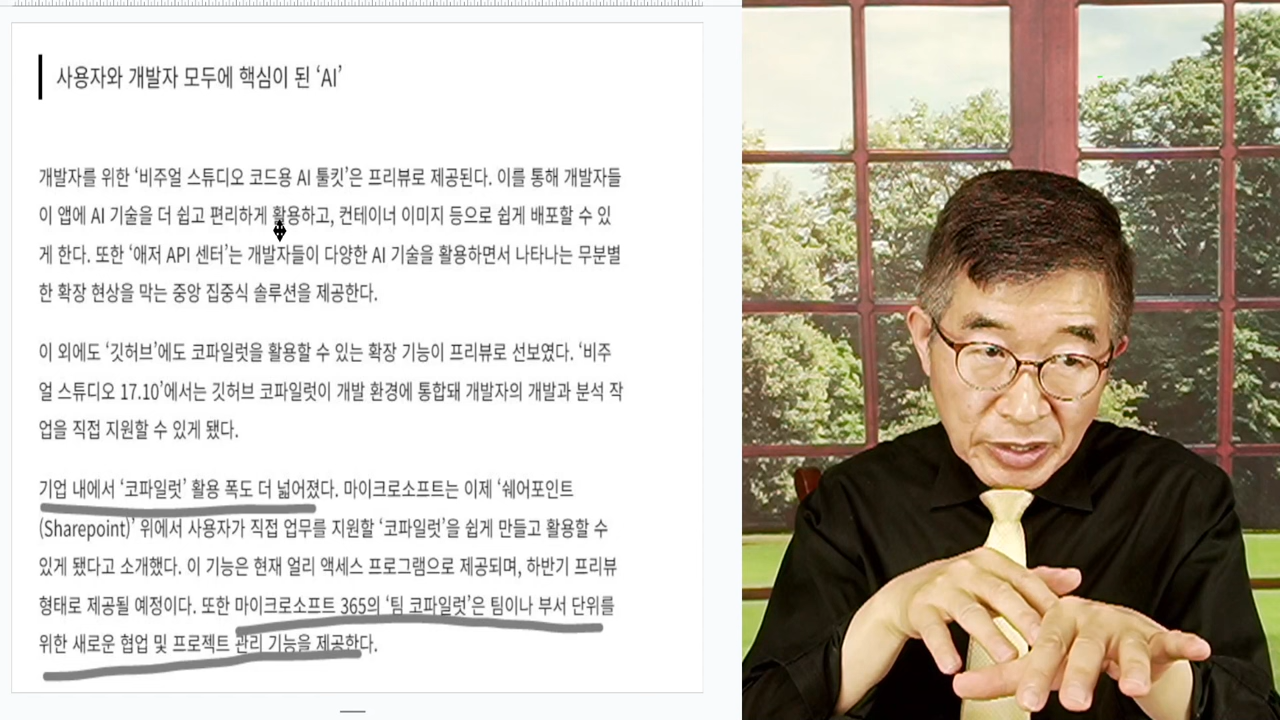 사용자와 개발자 모두에 핵심이 된 ‘AI’
개발자를 위한 ‘비주얼 스튜디오 코드용 AI 툴킷’은 프리뷰로 제공된다. 이를 통해 개발자들
이 앱에 AI 기술을 더 쉽고 편리하게 활용하고, 컨테이너 이미지 등으로 쉽게 배포할 수 있
게 한다. 또한 ‘애저 API 센터’는 개발자들이 다양한 AI 기술을 활용하면서 나타나는 무분별
한 확장 현상을 막는 중앙 집중식 솔루션을 제공한다.
이 외에도 ‘깃허브’에도 코파일럿을 활용할 수 있는 확장 기능이 프리뷰로 선보였다. ‘비주
얼 스튜디오 17.10’에서는 깃허브 코파일럿이 개발 환경에 통합돼 개발자의 개발과 분석 작
업을 직접 지원할 수 있게 됐다.
기업 내에서 ‘코파일럿’ 활용 폭도 더 넓어졌다. 마이크로소프트는 이제 ‘쉐어포인트
(Sharepoint)’ 위에서 사용자가 직접 업무를 지원할 ‘코파일럿’을 쉽게 만들고 활용할 수
있게 됐다고 소개했다. 이 기능은 현재 얼리 액세스 프로그램으로 제공되며, 하반기 프리뷰
형태로 제공될 예정이다. 또한 마이크로소프트 365의 ‘팀 코파일럿’은 팀이나 부서 단위를
위한 새로운 협업 및 프로젝트 관리 기능을 제공한다.